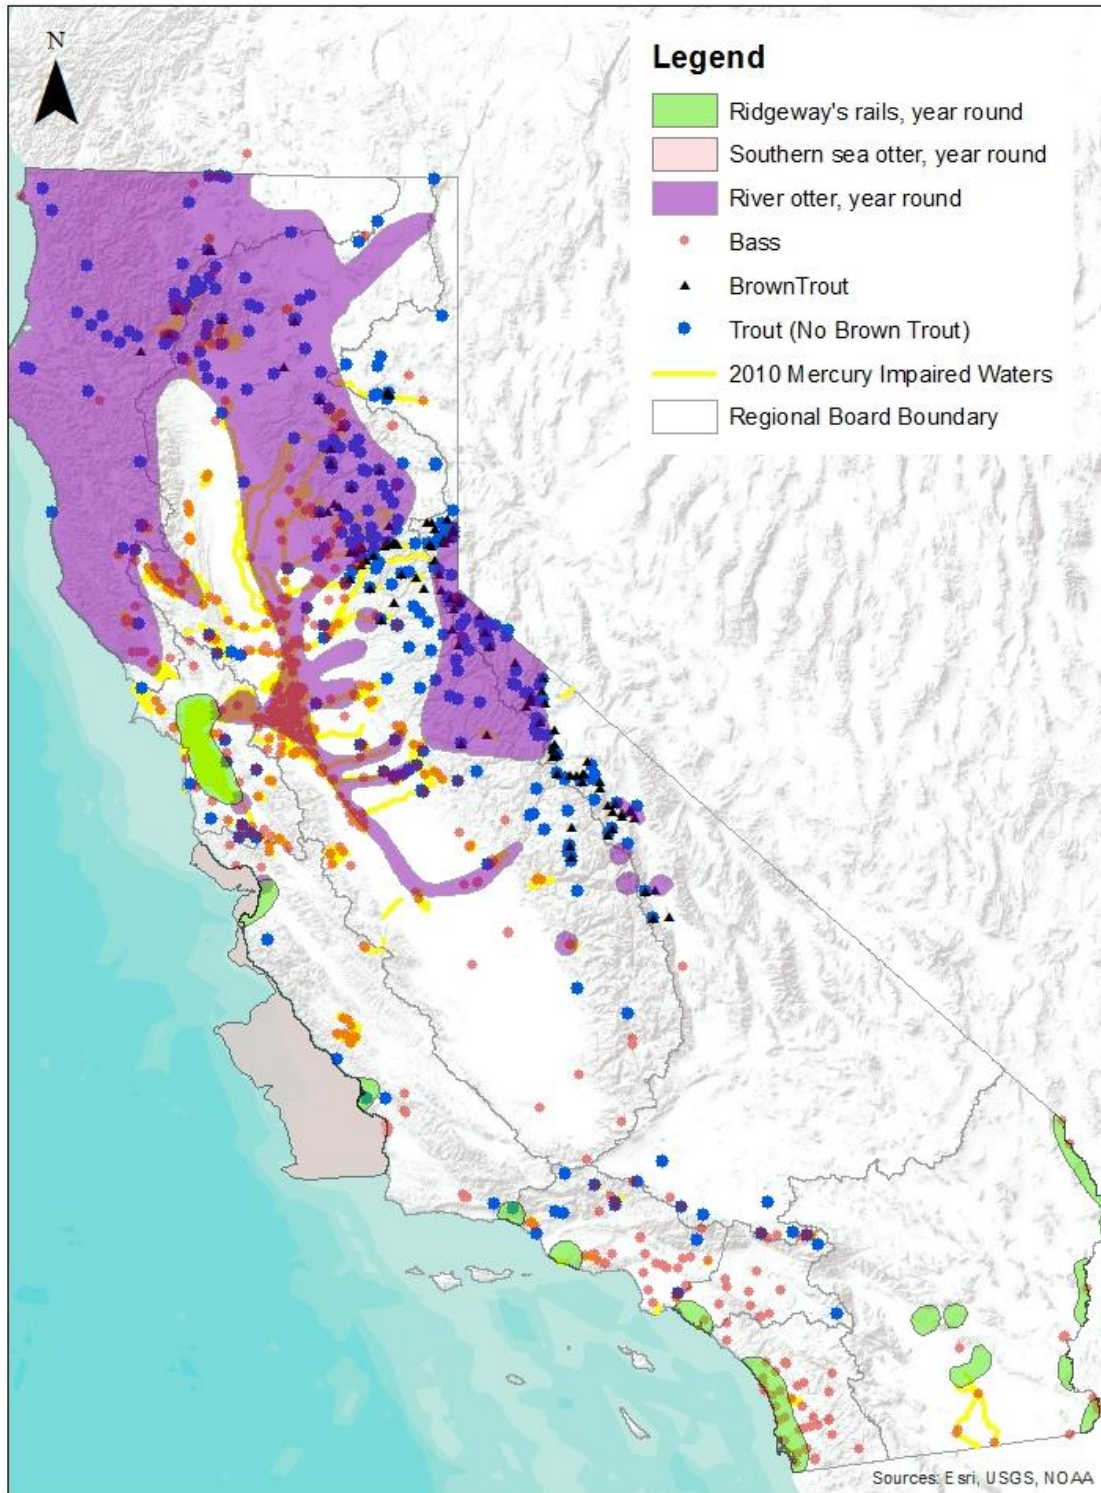 N
Legend
Ridgeway's rails, year round
Southern sea otter, year round
River otter, year round
Bass
BrownTrout
Trout (No Brown Trout)
2010 Mercury Impaired Waters
Regional Board Boundary
Sources: Esri, USGS, NOAA